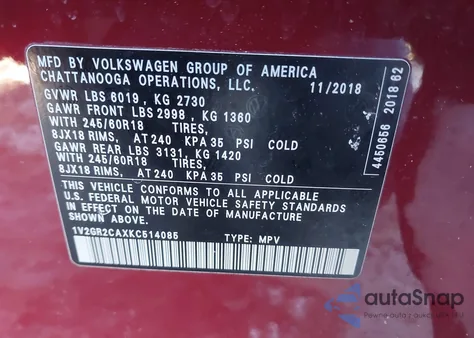 MFD BY VOLKSWAGEN GROUP OF AMERICA
CHATTANOOGA OPERATIONS, LLC. 11/2018
GVWR LBS 6019 , KG 2730
GAWR FRONT LBS 2998 , KG 1360
WITH 245/60R18 TIRES,
8JX18 RIMS, AT 240 KPA 35 PSI COLD
GAWR REAR LBS 3131, KG 1420
WITH 245/60R18 TIRES,
8JX18 RIMS, AT 240 KPA 35 PSI COLD
THIS VEHICLE CONFORMS TO ALL APPLICABLE
U.S. FEDERAL MOTOR VEHICLE SAFETY STANDARDS
IN EFFECT ON THE DATE OF MANUFACTURE
SHOWN ABOVE.
1V2GR2CAXKC514085 TYPE: MPV
4450656 2018 62
autoSnap